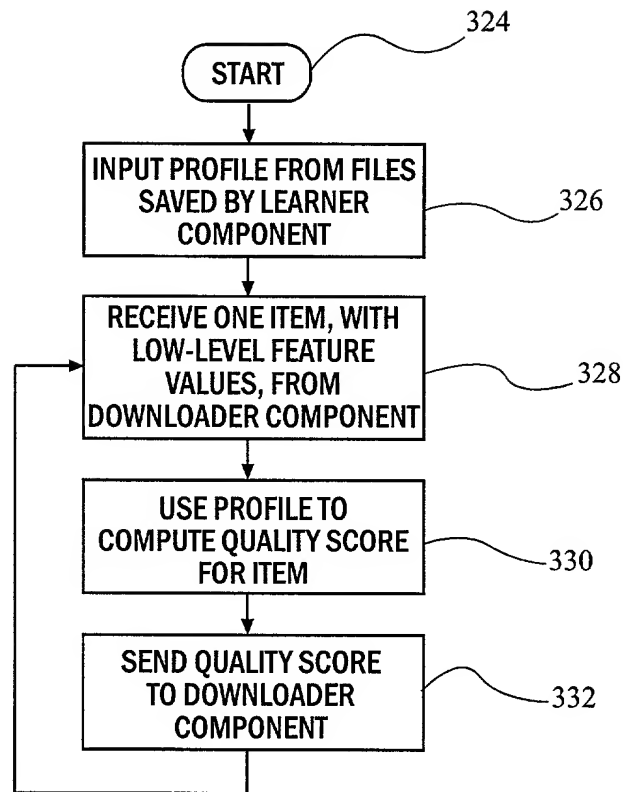 324
START
INPUT PROFILE FROM FILES
SAVED BY LEARNER
COMPONENT
326
RECEIVE ONE ITEM, WITH
LOW-LEVEL FEATURE
VALUES, FROM
DOWNLOADER COMPONENT
328
USE PROFILE TO
COMPUTE QUALITY SCORE
FOR ITEM
330
SEND QUALITY SCORE
TO DOWNLOADER
COMPONENT
332